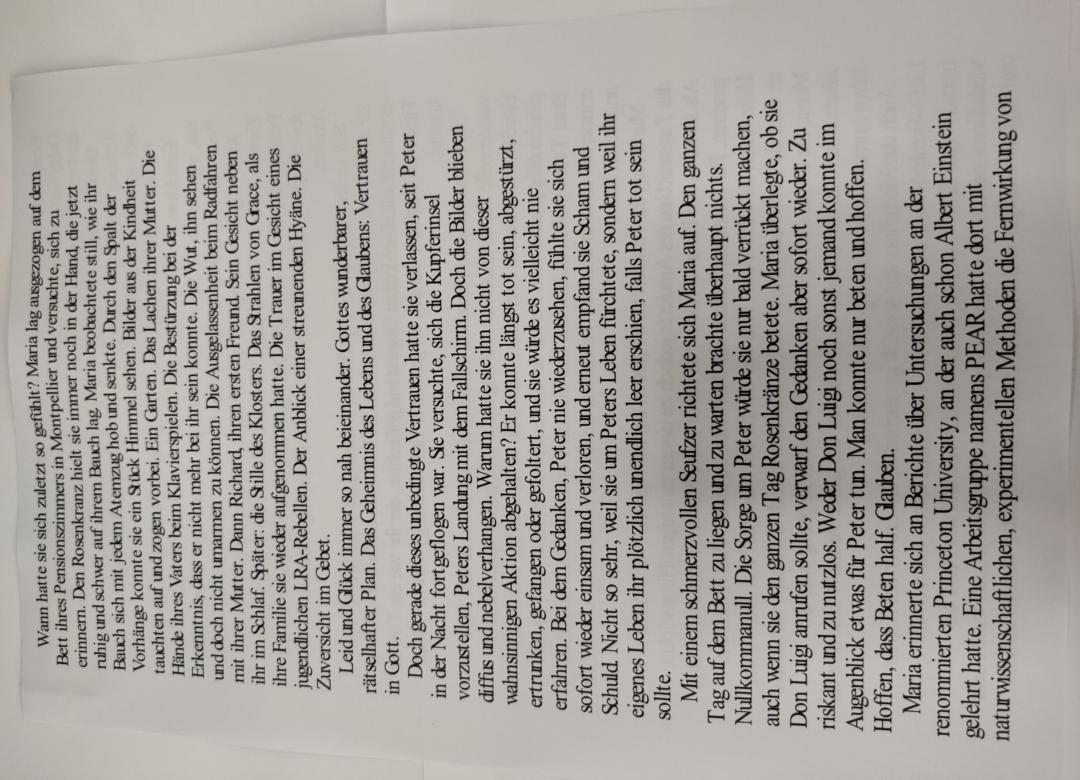 Wann hatte sie sich zuletzt so gefühlt? Maria lag ausgezogen auf dem
Bett ihres Pensionszimmers in Montpellier und versuchte, sich zu
erinnern. Den Rosenkranz hielt sie immer noch in der Hand, die jetzt
ruhig und schwer auf ihrem Bauch lag. Maria beobachtete still, wie ihr
Bauch sich mit jedem Atemzug hob und senkte. Durch den Spalt der
Vorhänge konnte sie ein Stück Himmel sehen. Bilder aus der Kindheit
tauchten auf und zogen vorbei. Ein Garten. Das Lachen ihrer Mutter. Die
Hände ihres Vaters beim Klavierspielen. Die Bestürzung bei der
Erkenntnis, dass er nicht mehr bei ihr sein konnte. Die Wut, ihn sehen
und doch nicht umarmen zu können. Die Ausgelassenheit beim Radfahren
mit ihrer Mutter. Dann Richard, ihren ersten Freund. Sein Gesicht neben
ihr im Schlaf. Später: die Stille des Klosters. Das Strahlen von Grace, als
ihre Familie sie wieder aufgenommen hatte. Die Trauer im Gesicht eines
jugendlichen LRA-Rebellen. Der Anblick einer streunenden Hyäne. Die
Zuversicht im Gebet.
Leid und Glück immer so nah beieinander. Gottes wunderbarer,
rätselhafter Plan. Das Geheimnis des Lebens und des Glaubens: Vertrauen
in Gott.
Doch gerade dieses unbedingte Vertrauen hatte sie verlassen, seit Peter
in der Nacht fortgeflogen war. Sie versuchte, sich die Kupferinsel
vorzustellen, Peters Landung mit dem Fallschirm. Doch die Bilder blieben
diffus und nebelverhangen. Warum hatte sie ihn nicht von dieser
wahnsinnigen Aktion abgehalten? Er konnte längst tot sein, abgestürzt,
ertrunken, gefangen oder gefoltert, und sie würde es vielleicht nie
erfahren. Bei dem Gedanken, Peter nie wiederzusehen, fühlte sie sich
sofort wieder einsam und verloren, und erneut empfand sie Scham und
Schuld. Nicht so sehr, weil sie um Peters Leben fürchtete, sondern weil ihr
eigenes Leben ihr plötzlich unendlich leer erschien, falls Peter tot sein
sollte.
Mit einem schmerzvollen Seufzer richtete sich Maria auf. Den ganzen
Tag auf dem Bett zu liegen und zu warten brachte überhaupt nichts.
Nullkommanull. Die Sorge um Peter würde sie nur bald verrückt machen,
auch wenn sie den ganzen Tag Rosenkränze betete. Maria überlegte, ob sie
Don Luigi anrufen sollte, verwarf den Gedanken aber sofort wieder. Zu
riskant und zu nutzlos. Weder Don Luigi noch sonst jemand konnte im
Augenblick etwas für Peter tun. Man konnte nur beten und hoffen.
Hoffen, dass Beten half. Glauben.
Maria erinnerte sich an Berichte über Untersuchungen an der
renommierten Princeton University, an der auch schon Albert Einstein
gelehrt hatte. Eine Arbeitsgruppe namens PEAR hatte dort mit
naturwissenschaftlichen, experimentellen Methoden die Fernwirkung von